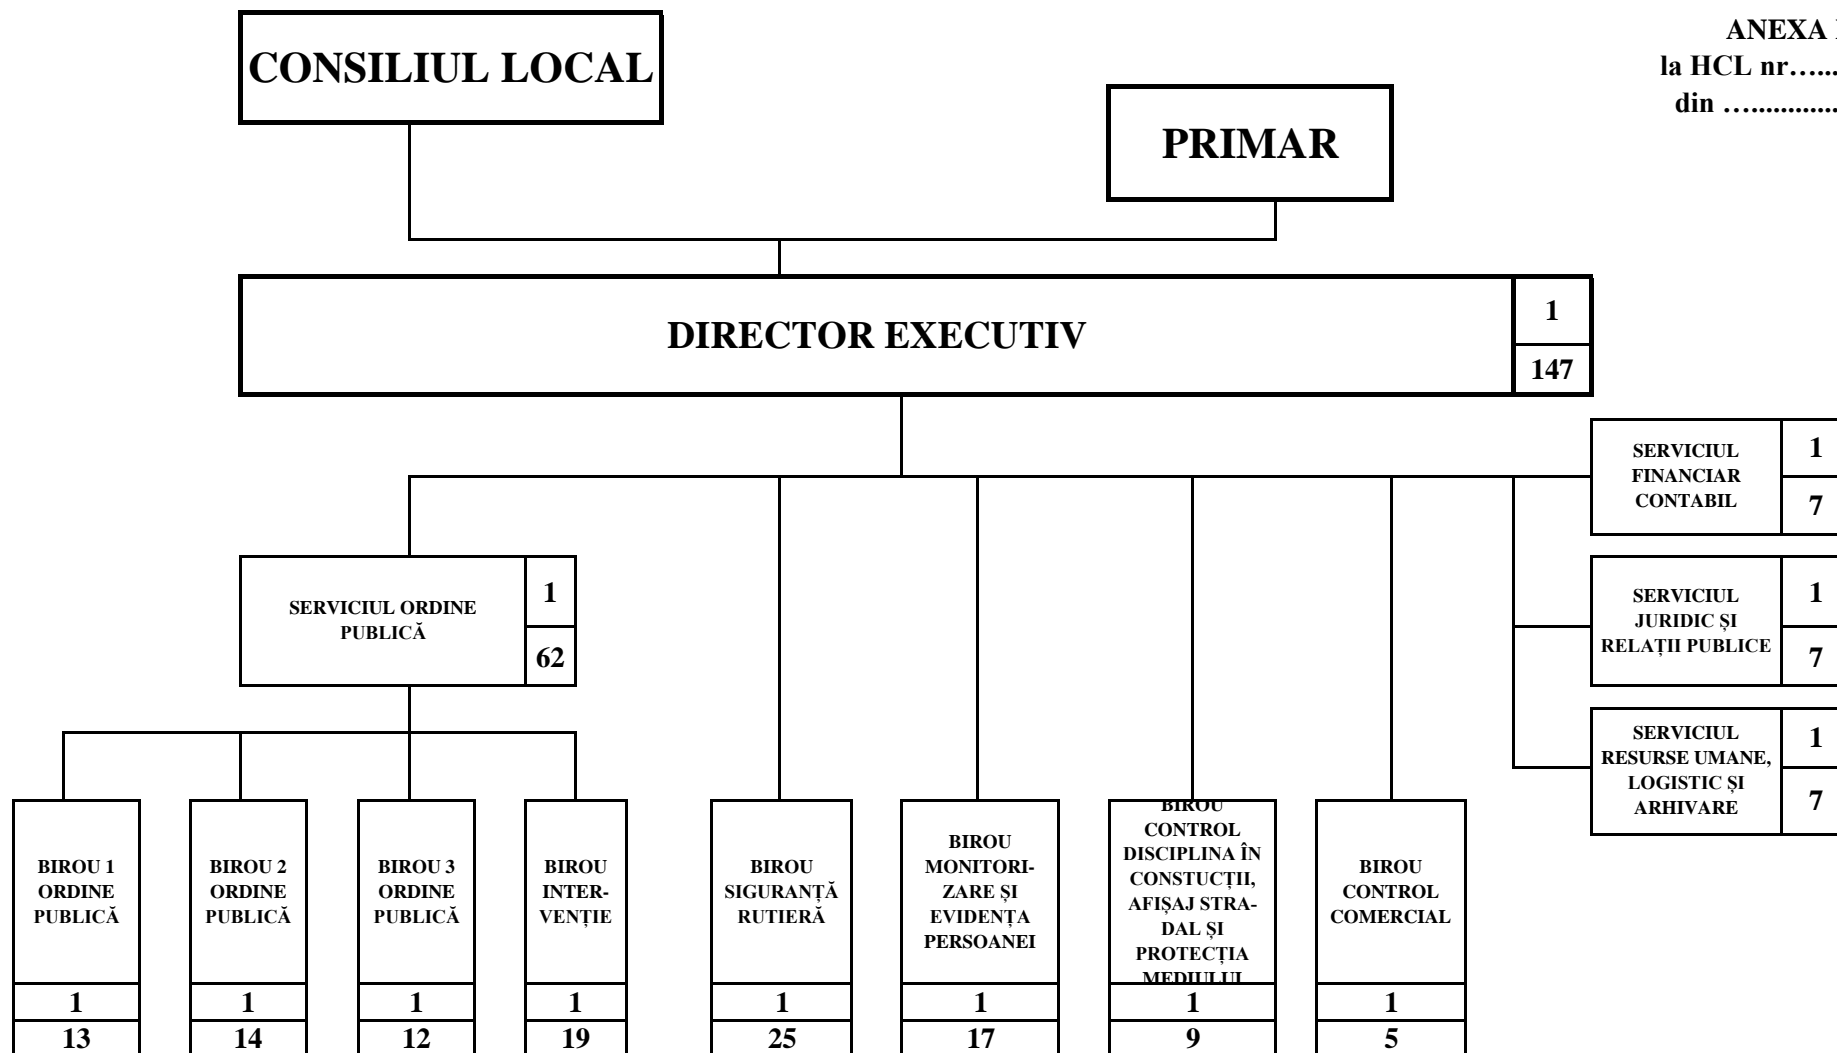 CONSILIUL LOCAL
ANEXA
la HCL nr…...
din …............
PRIMAR
DIRECTOR EXECUTIV
1
147
SERVICIUL
FINANCIAR
CONTABIL
1
7
SERVICIUL ORDINE
PUBLICĂ
1
62
SERVICIUL
JURIDIC ȘI
RELAȚII PUBLICE
1
7
SERVICIUL
RESURSE UMANE,
LOGISTIC ȘI
ARHIVARE
1
7
BIROU 1
ORDINE
PUBLICĂ
1
13
BIROU 2
ORDINE
PUBLICĂ
1
14
BIROU 3
ORDINE
PUBLICĂ
1
12
BIROU
INTER-
VENȚIE
1
19
BIROU
SIGURANȚĂ
RUTIERĂ
1
25
BIROU
MONITORI-
ZARE ȘI
EVIDENȚA
PERSOANEI
1
17
BIROU
CONTROL
DISCIPLINA ÎN
CONSTUCȚII,
AFIȘAJ STRA-
DAL ȘI
PROTECȚIA
MEDIULUI
1
9
BIROU
CONTROL
COMERCIAL
1
5